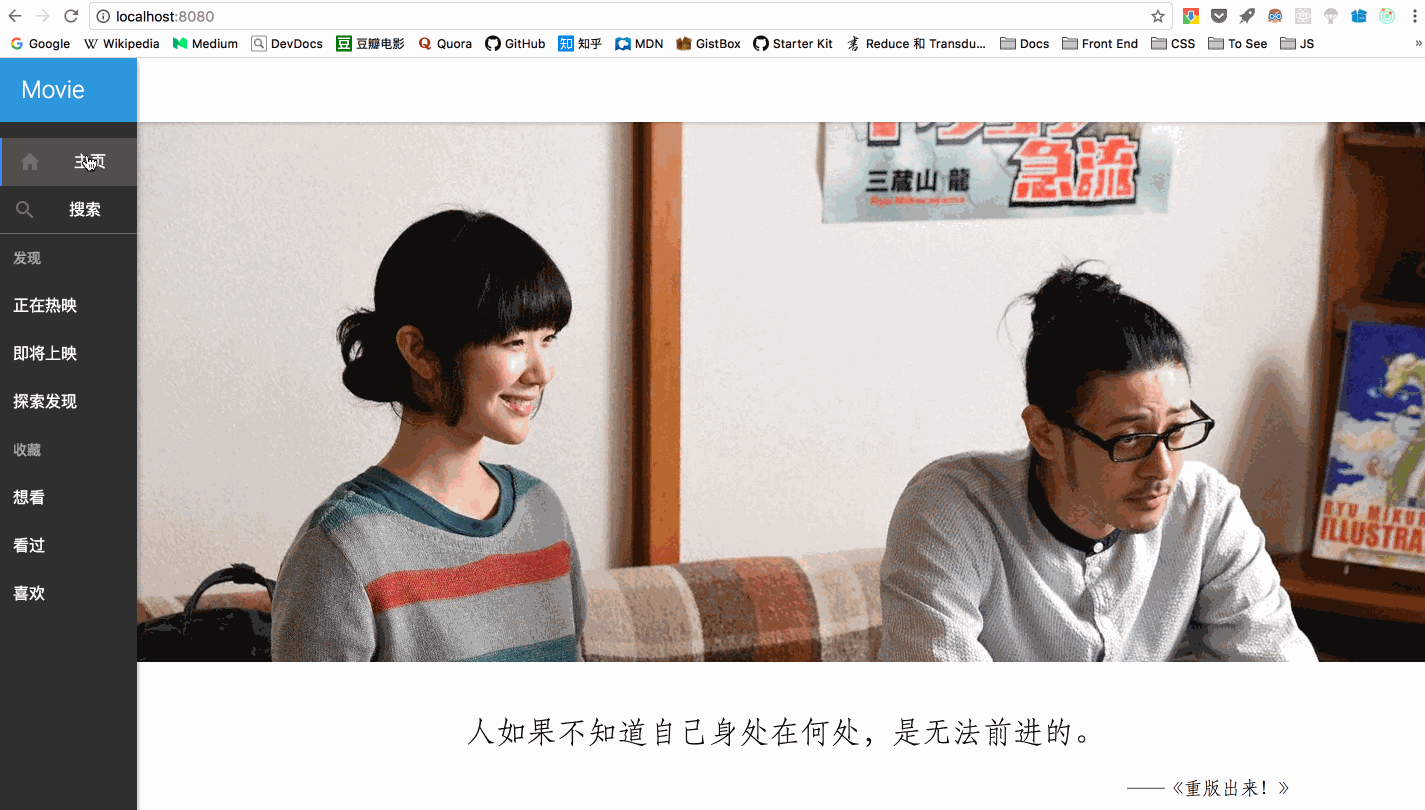 localhost:8080
Google Wikipedia Medium DevDocs 豆瓣电影 Quora GitHub 知乎 MDN GistBox Starter Kit Reduce 和 Transdu... Docs Front End CSS To See JS »
Movie
主页
搜索
发现
正在热映
即将上映
探索发现
收藏
想看
看过
喜欢
急流
三蔵山 龍
Ryu Mikurayama
RYU MIKUR
ILLUSTRA
人如果不知道自己身处在何处，是无法前进的。
——《重版出来！》